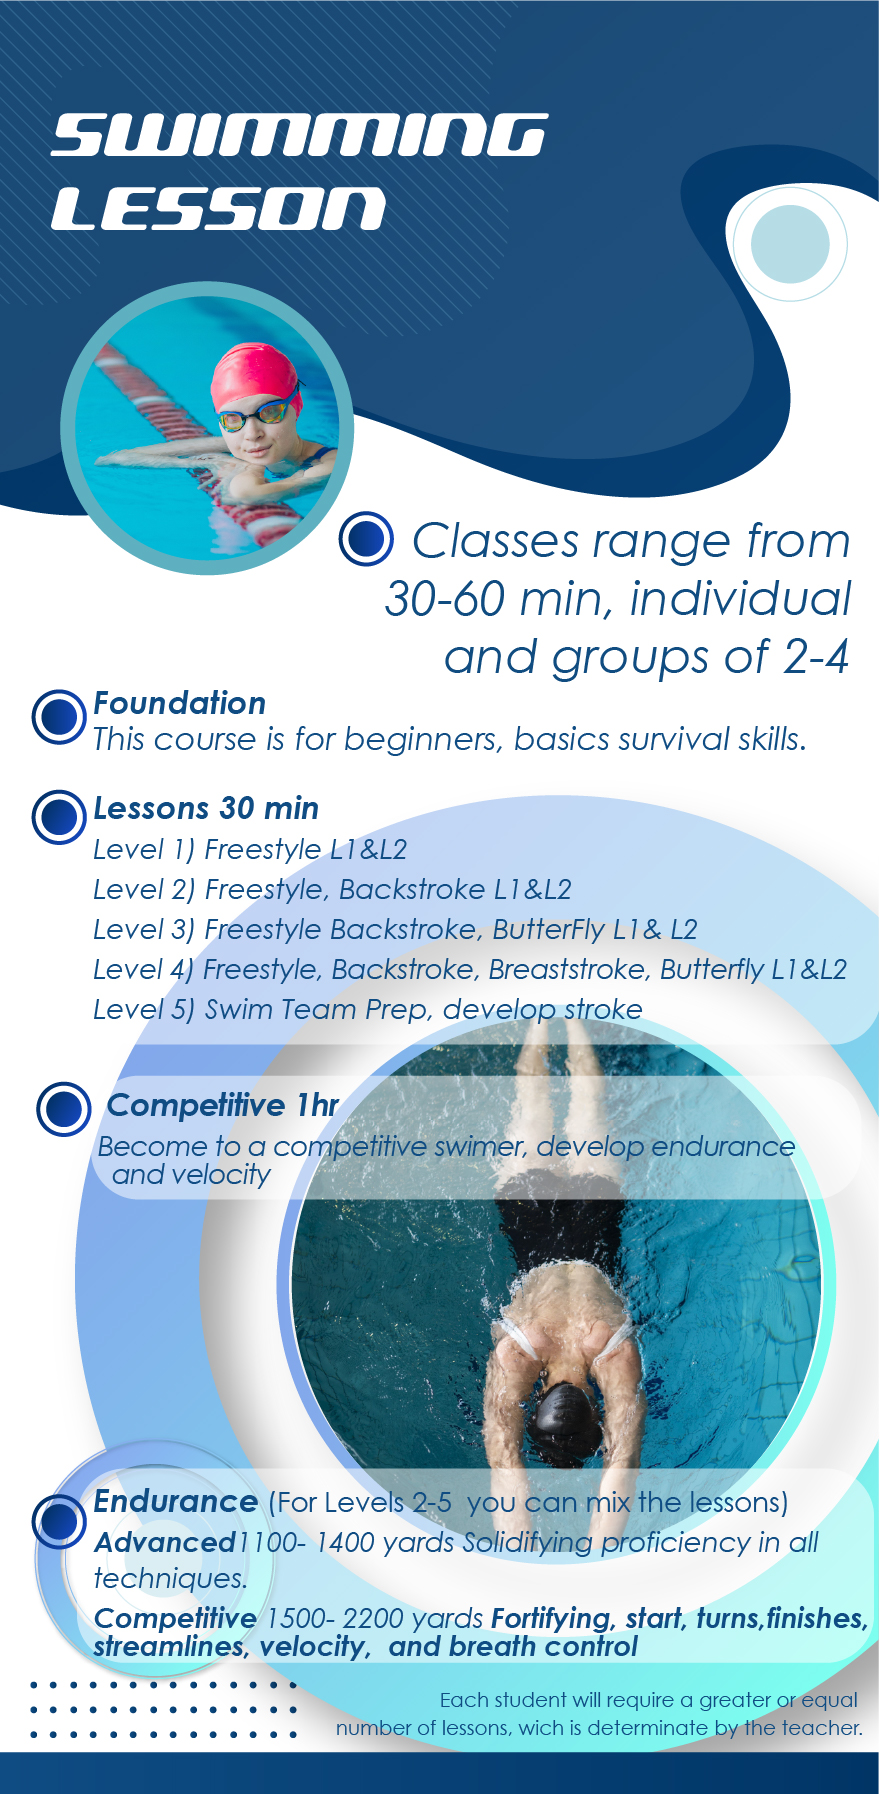 SWIMMING
LESSON
Classes range from
30-60 min, individual
and groups of 2-4
Foundation
This course is for beginners, basics survival skills.
Lessons 30 min
Level 1) Freestyle L1&L2
Level 2) Freestyle, Backstroke L1&L2
Level 3) Freestyle Backstroke, ButterFly L1& L2
Level 4) Freestyle, Backstroke, Breaststroke, Butterfly L1&L2
Level 5) Swim Team Prep, develop stroke
Competitive 1hr
Become to a competitive swimer, develop endurance
and velocity
Endurance (For Levels 2-5  you can mix the lessons)
Advanced1100- 1400 yards Solidifying proficiency in all
techniques.
Competitive 1500- 2200 yards Fortifying, start, turns,finishes,
streamlines, velocity,  and breath control
Each student will require a greater or equal
number of lessons, wich is determinate by the teacher.